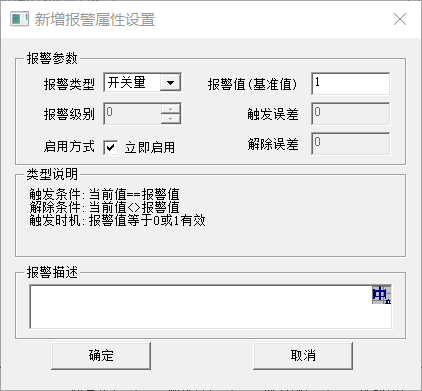 新增报警属性设置
报警参数
报警类型 开关量 报警值(基准值) 1
报警级别 0 触发误差 0
启用方式 立即启用 解除误差 0
类型说明
触发条件:当前值==报警值
解除条件:当前值<>报警值
触发时机:报警值等于0或1有效
报警描述
中
确定 取消